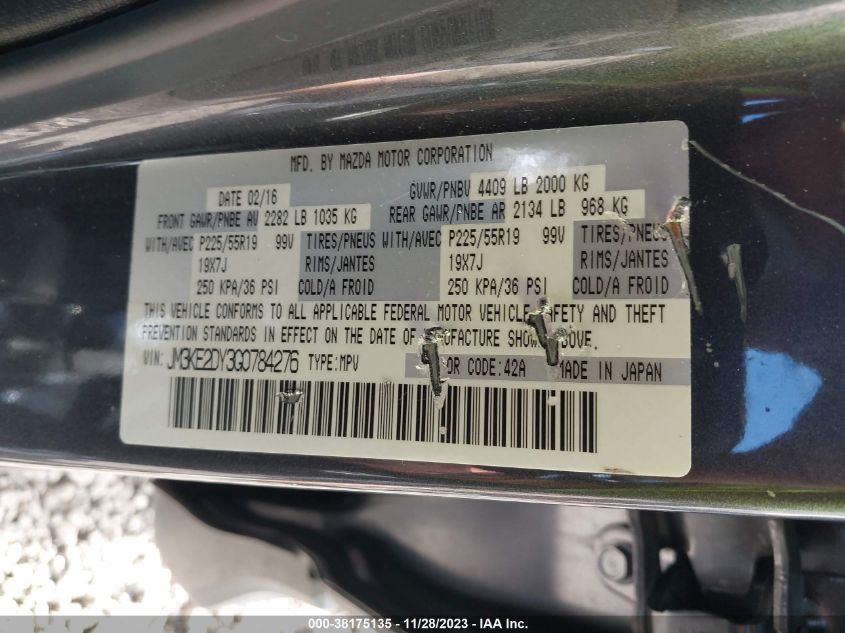 MFD. BY MAZDA MOTOR CORPORATION
DATE 02/16 GVWR/PNBV 4409 LB 2000 KG
FRONT GAWR/PNBE AV 2282 LB 1035 KG REAR GAWR/PNBE AR 2134 LB 968 KG
WITH/AVEC P225/55R19 99V TIRES/PNEUS WITH/AVEC P225/55R19 99V TIRES/PNEUS
19X7J RIMS/JANTES 19X7J RIMS/JANTES
250 KPA/36 PSI COLD/A FROID 250 KPA/36 PSI COLD/A FROID
THIS VEHICLE CONFORMS TO ALL APPLICABLE FEDERAL MOTOR VEHICLE SAFETY AND THEFT
PREVENTION STANDARDS IN EFFECT ON THE DATE OF MANUFACTURE SHOWN ABOVE.
VIN: JM3KE2DY3G0784276 TYPE:MPV OR CODE:42A MADE IN JAPAN
000-38175135 - 11/28/2023 - IAA Inc.